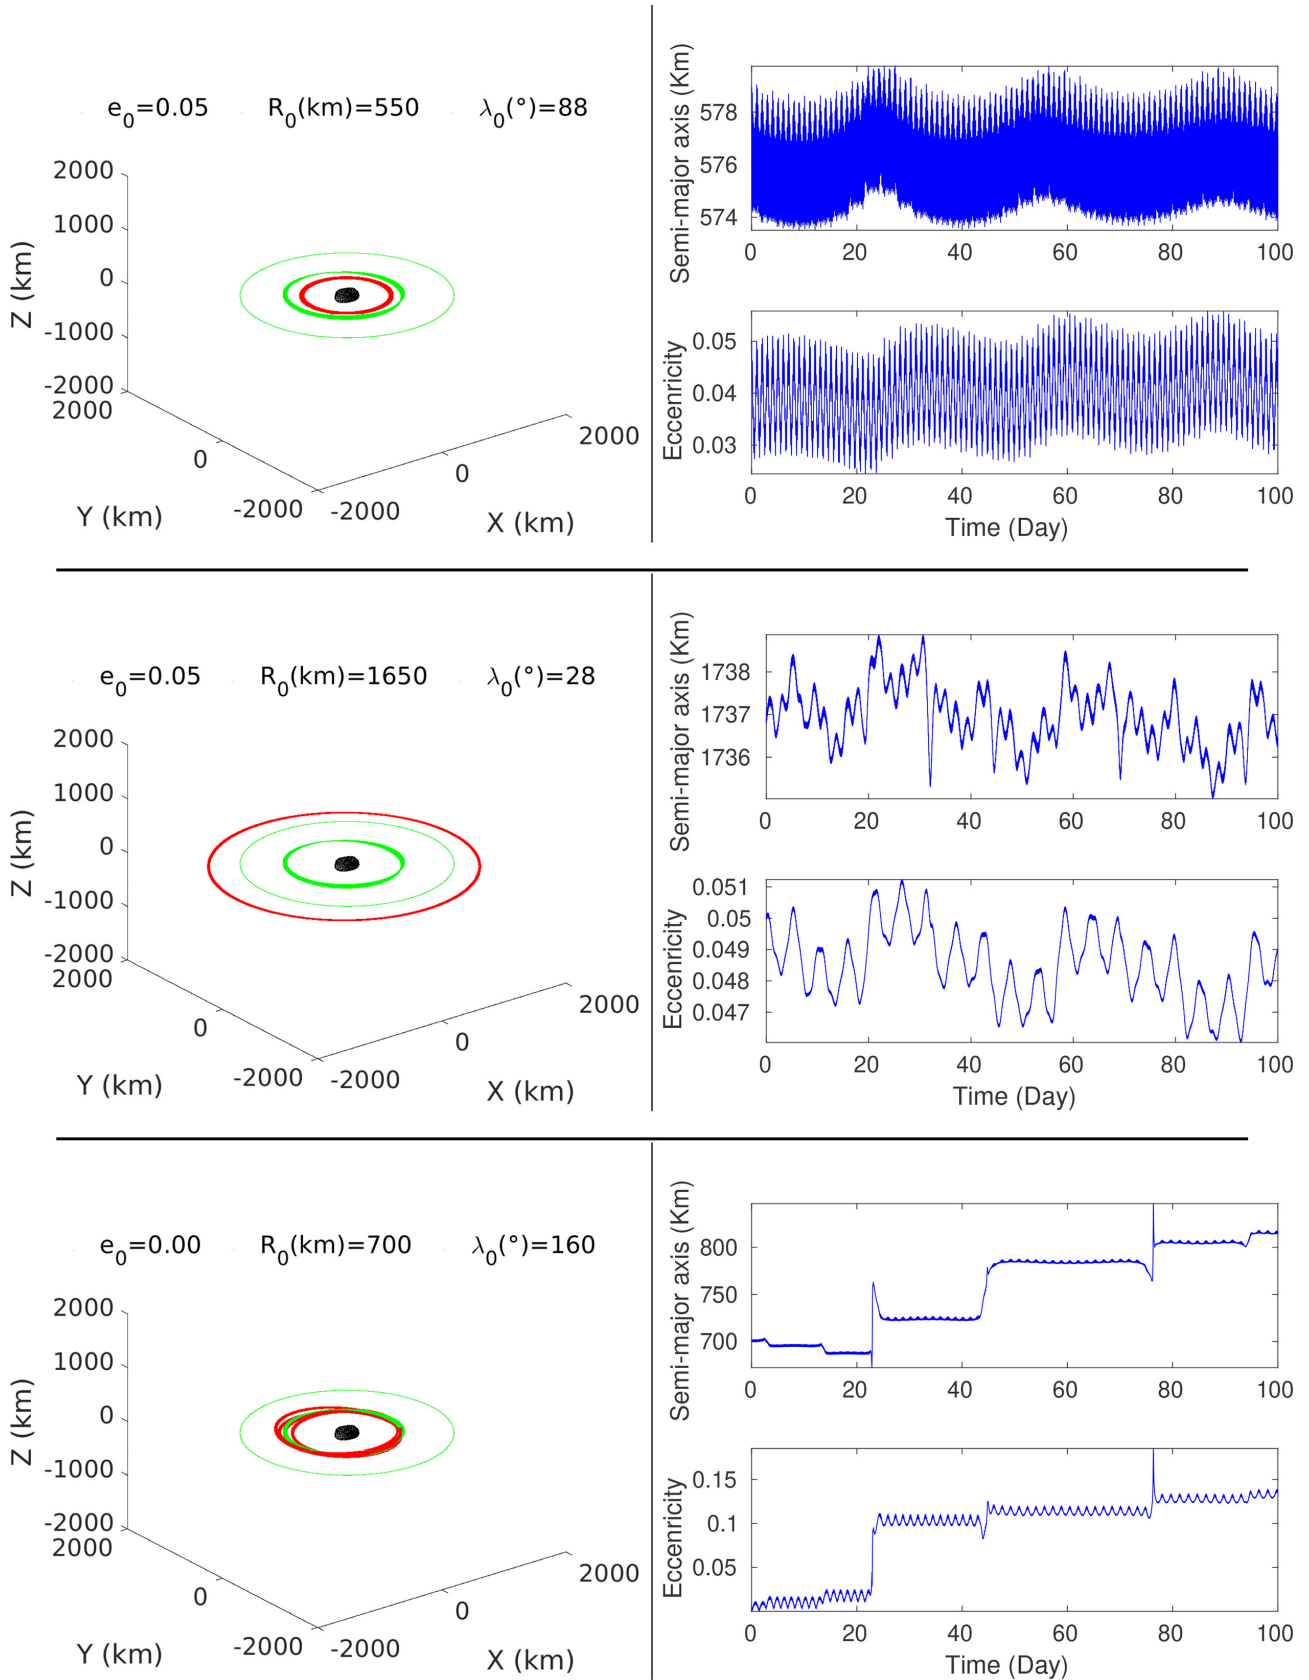 e0=0.05 R0(km)=550 λ0(°)=88
2000
1000
0
-1000
-2000
Z (km)
2000
0
-2000
Y (km)
-2000
0
2000
X (km)
Semi-major axis (Km)
578
576
574
0 20 40 60 80 100
Eccenricity
0.05
0.04
0.03
0 20 40 60 80 100
Time (Day)
e0=0.05 R0(km)=1650 λ0(°)=28
2000
1000
0
-1000
-2000
Z (km)
2000
0
-2000
Y (km)
-2000
0
2000
X (km)
Semi-major axis (Km)
1738
1737
1736
0 20 40 60 80 100
Eccenricity
0.051
0.05
0.049
0.048
0.047
0 20 40 60 80 100
Time (Day)
e0=0.00 R0(km)=700 λ0(°)=160
2000
1000
0
-1000
-2000
Z (km)
2000
0
-2000
Y (km)
-2000
0
2000
X (km)
Semi-major axis (Km)
800
750
700
0 20 40 60 80 100
Eccenricity
0.15
0.1
0.05
0 20 40 60 80 100
Time (Day)